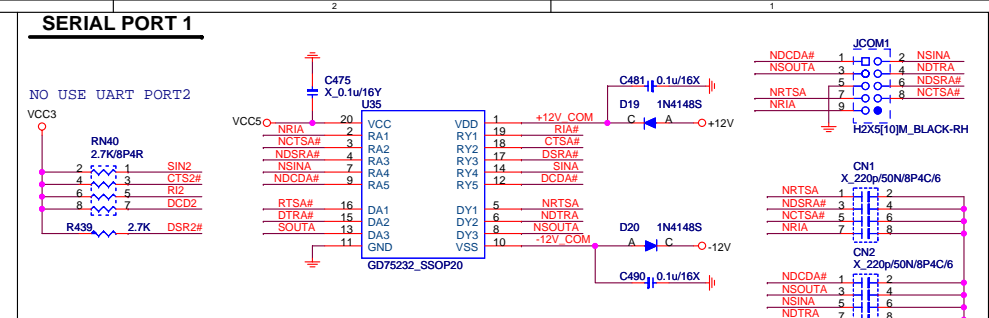 2
1
SERIAL PORT 1
NO USE UART PORT2
VCC3
RN40
2.7K/8P4R
2 1 SIN2
4 3 CTS2#
6 5 RI2
8 7 DCD2
R439 2.7K DSR2#
C475
X_0.1u/16Y
U35
VCC5 20 VCC VDD 1 +12V_COM
NRIA 2 RA1 RY1 19 RIA#
NCTSA# 3 RA2 RY2 18 CTSA#
NDSRA# 4 RA3 RY3 17 DSRA#
NSINA 7 RA4 RY4 14 SINA
NDCDA# 9 RA5 RY5 12 DCDA#
RTSA# 16 DA1 DY1 5 NRTSA
DTRA# 15 DA2 DY2 6 NDTRA
SOUTA 13 DA3 DY3 8 NSOUTA
11 GND VSS 10 -12V_COM
GD75232_SSOP20
C481 0.1u/16X
D19 1N4148S
C A +12V
D20 1N4148S
A C -12V
C490 0.1u/16X
JCOM1
NDCDA# 1 2 NSINA
NSOUTA 3 4 NDTRA
5 6 NDSRA#
NRTSA 7 8 NCTSA#
NRIA 9
H2X5[10]M_BLACK-RH
CN1
X_220p/50N/8P4C/6
NRTSA 1 2
NDSRA# 3 4
NCTSA# 5 6
NRIA 7 8
CN2
X_220p/50N/8P4C/6
NDCDA# 1 2
NSOUTA 3 4
NSINA 5 6
NDTRA 7 8